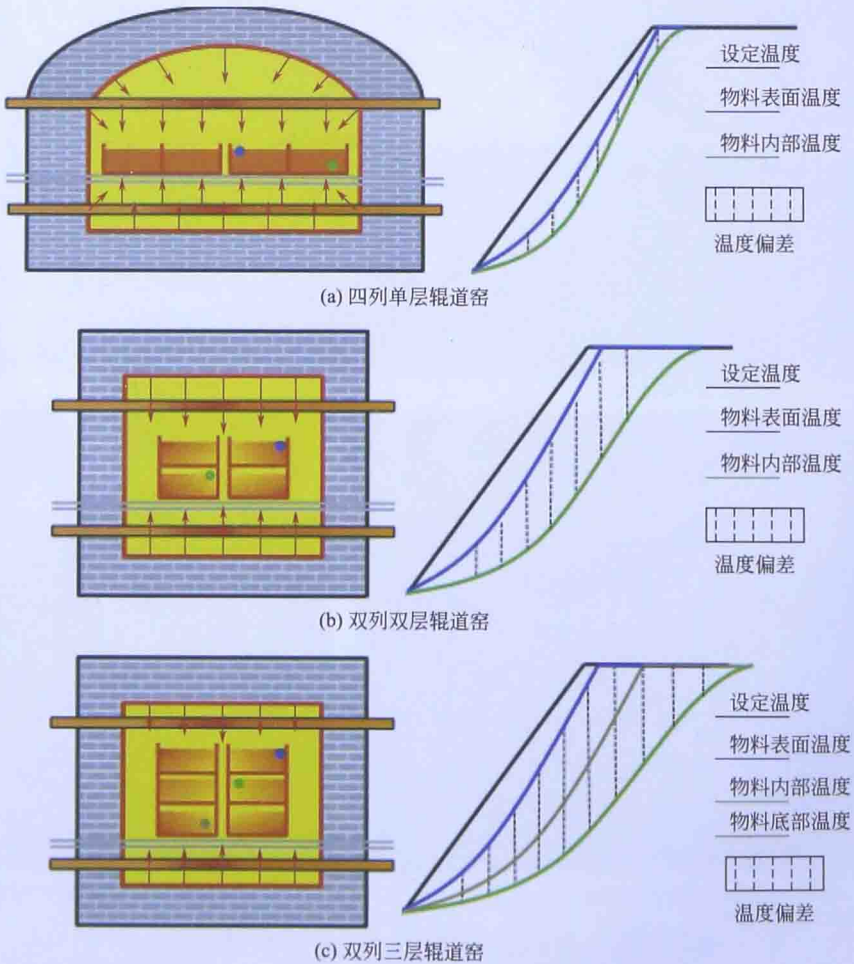 设定温度
物料表面温度
物料内部温度
温度偏差
(a) 四列单层辊道窑
设定温度
物料表面温度
物料内部温度
温度偏差
(b) 双列双层辊道窑
设定温度
物料表面温度
物料内部温度
物料底部温度
温度偏差
(c) 双列三层辊道窑